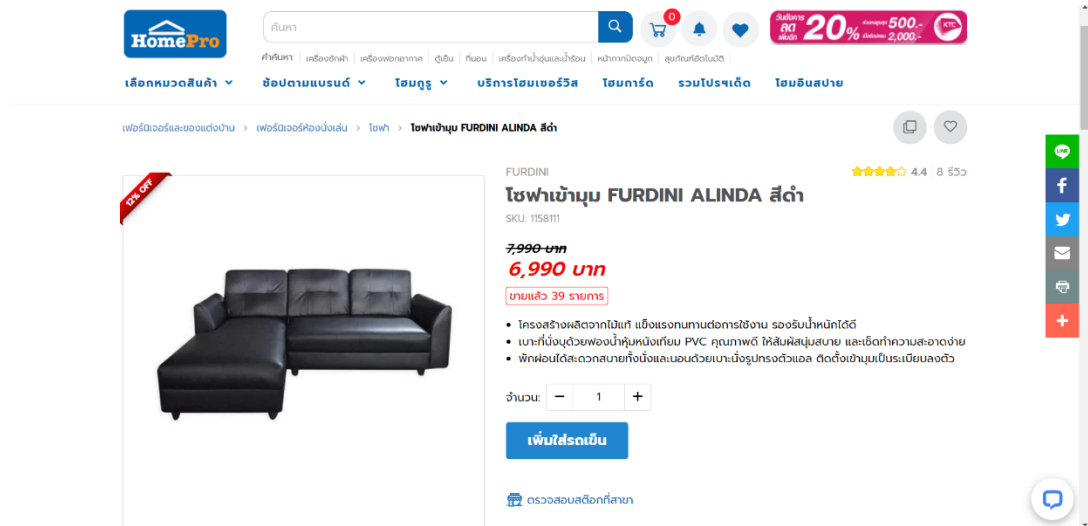 HomePro
ค้นหา
0
วันอังคาร
ลด
เพิ่มอีก
20%
500.-
2,000.-
KTC
คำค้นหา:
เครื่องซักผ้า
เครื่องฟอกอากาศ
ตู้เย็น
ที่นอน
เครื่องทำน้ำอุ่นและน้ำร้อน
หน้ากากปิดจมูก
สุขภัณฑ์อัตโนมัติ
เลือกหมวดสินค้า
ช้อปตามแบรนด์
โฮมกูรู
บริการโฮมเซอร์วิส
โฮมการ์ด
รวมโปรฯเด็ด
โฮมอินสปาย
เฟอร์นิเจอร์และของแต่งบ้าน > เฟอร์นิเจอร์ห้องนั่งเล่น > โซฟา > โซฟาเข้ามุม FURDINI ALINDA สีดำ
LINE
12% OFF
FURDINI
4.4
8 รีวิว
โซฟาเข้ามุม FURDINI ALINDA สีดำ
SKU: 1158111
7,990 บาท
6,990 บาท
ขายแล้ว 39 รายการ
• โครงสร้างผลิตจากไม้แท้ แข็งแรงทนทานต่อการใช้งาน รองรับน้ำหนักได้ดี
• เบาะที่นั่งบุด้วยฟองน้ำหุ้มหนังเทียม PVC คุณภาพดี ให้สัมผัสนุ่มสบาย และเช็ดทำความสะอาดง่าย
• พักผ่อนได้สะดวกสบายทั้งนั่งและนอนด้วยเบาะนั่งรูปทรงตัวแอล ติดตั้งเข้ามุมเป็นระเบียบลงตัว
จำนวน:
−
1
+
เพิ่มใส่รถเข็น
ตรวจสอบสต๊อกที่สาขา